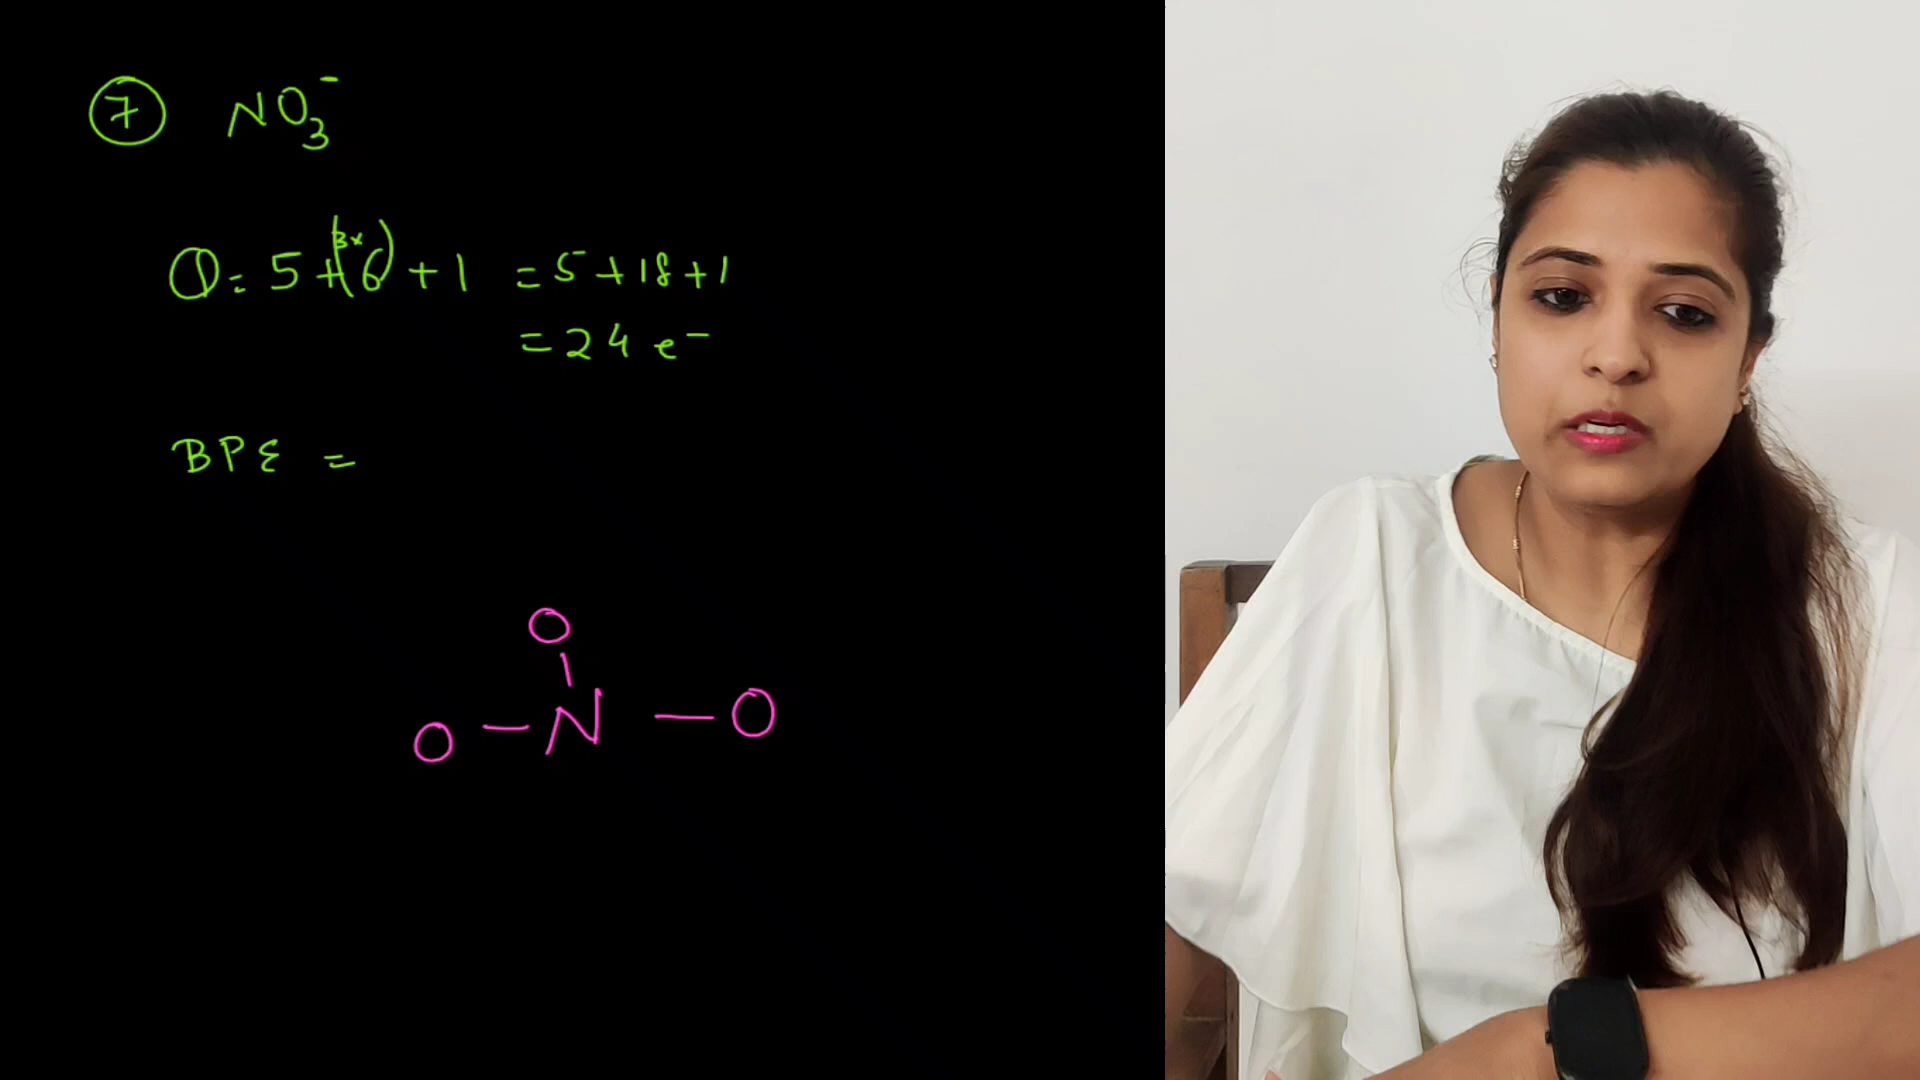 7 NO₃⁻
① = 5 + (3×6) + 1 = 5 + 18 + 1
= 24 e⁻
BPE =
O
O – N – O